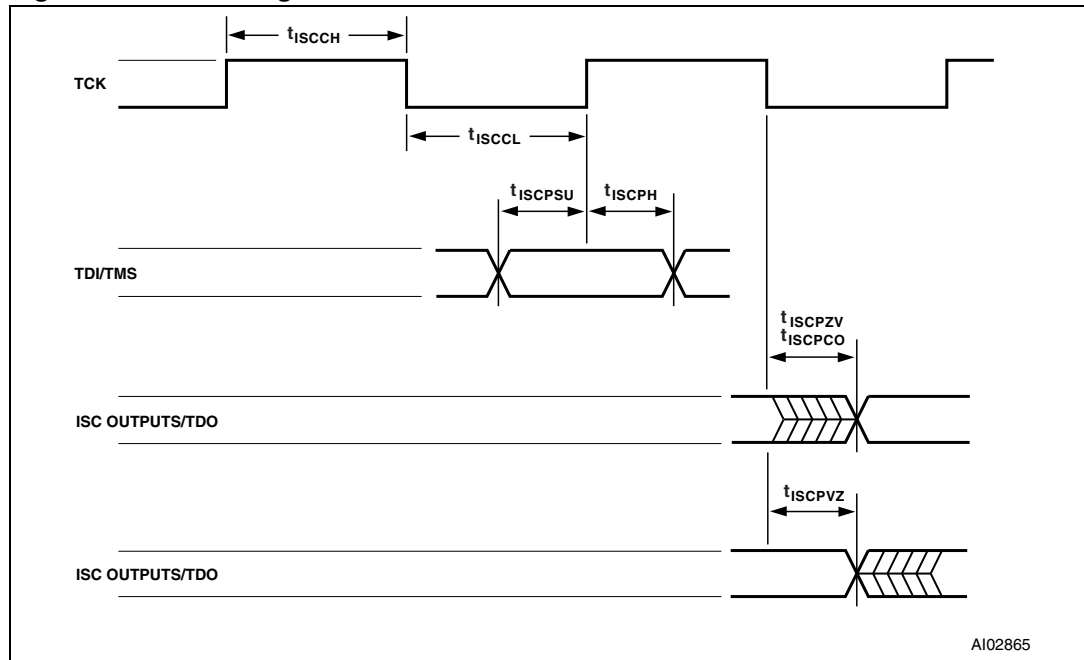 tISCCH
TCK
tISCCL
tISCPSU
tISCPH
TDI/TMS
tISCPZV
tISCPCO
ISC OUTPUTS/TDO
tISCPVZ
ISC OUTPUTS/TDO
AI02865